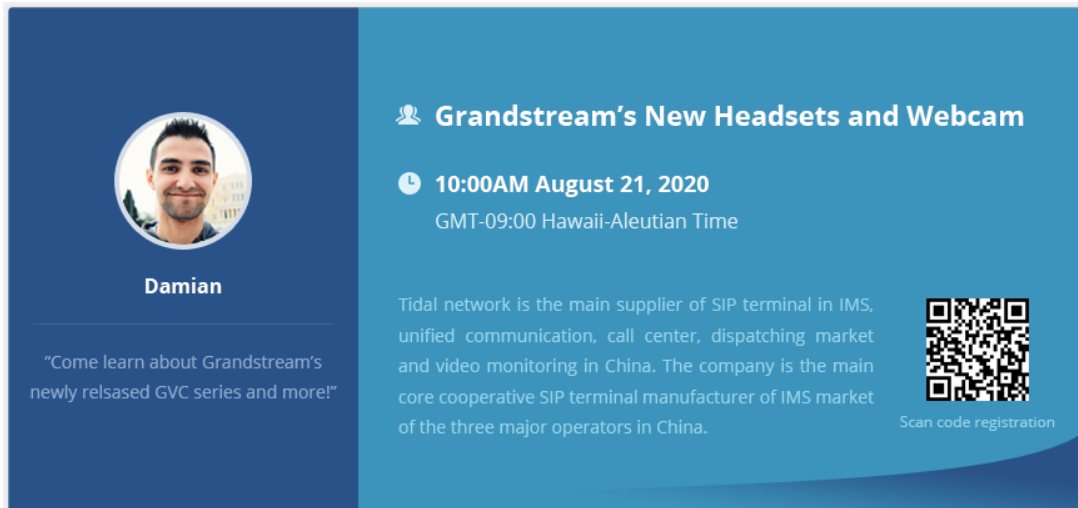 Damian
“Come learn about Grandstream’s
newly relsased GVC series and more!”
Grandstream’s New Headsets and Webcam
10:00AM August 21, 2020
GMT-09:00 Hawaii-Aleutian Time
Tidal network is the main supplier of SIP terminal in IMS,
unified communication, call center, dispatching market
and video monitoring in China. The company is the main
core cooperative SIP terminal manufacturer of IMS market
of the three major operators in China.
Scan code registration